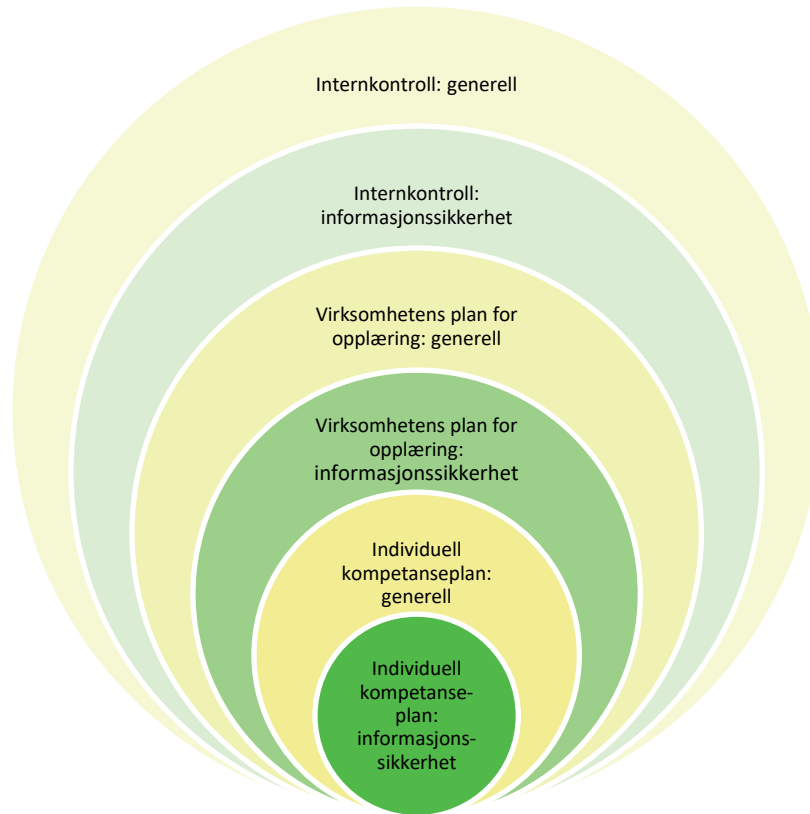 Internkontroll: generell
Internkontroll:
informasjonssikkerhet
Virksomhetens plan for
opplæring: generell
Virksomhetens plan for
opplæring:
informasjonssikkerhet
Individuell
kompetanseplan:
generell
Individuell
kompetanse-
plan:
informasjons-
sikkerhet